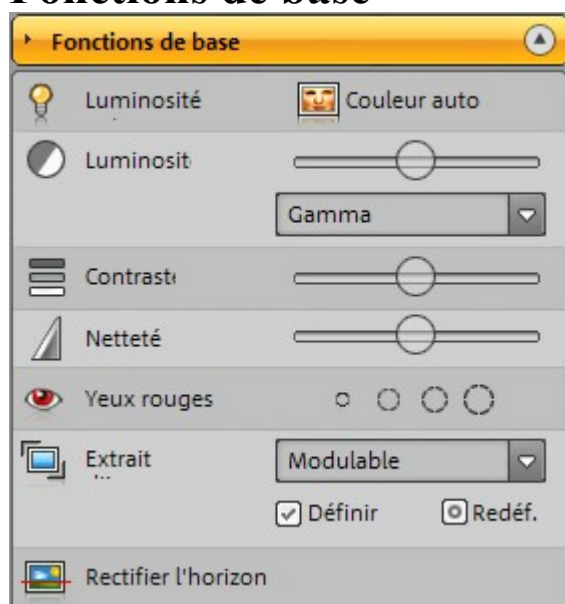 Fonctions de base
Fonctions de base
Luminosité Couleur auto
Luminosit
Gamma
Contraste
Netteté
Yeux rouges
Extrait Modulable
Définir Redéf.
Rectifier l'horizon